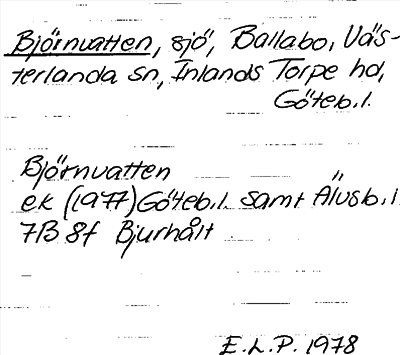 Björnvatten, sjö, Ballabo, Väs-
terlanda sn, Inlands Torpe hd,
Göteb.l.
Björnvatten
ek (1977) Göteb.l. samt Älvsb.l.
7B 8f Bjurhålt
E.L.P. 1978